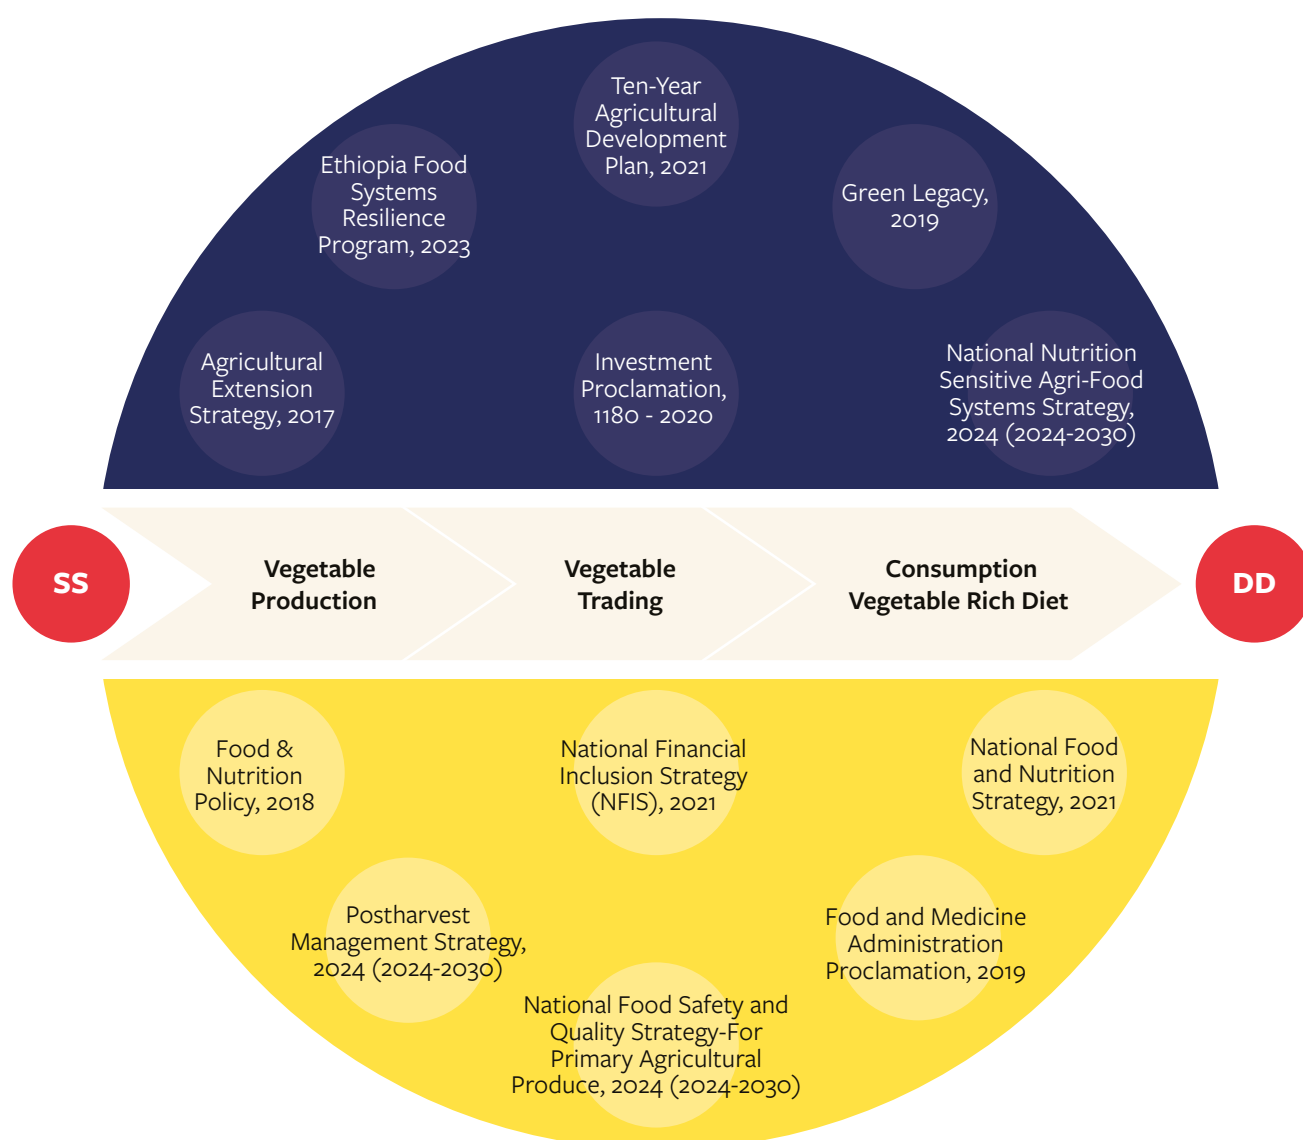 Ten-Year
Agricultural
Development
Plan, 2021
Ethiopia Food
Systems
Resilience
Program, 2023
Green Legacy,
2019
Agricultural
Extension
Strategy, 2017
Investment
Proclamation,
1180 - 2020
National Nutrition
Sensitive Agri-Food
Systems Strategy,
2024 (2024-2030)
SS
Vegetable
Production
Vegetable
Trading
Consumption
Vegetable Rich Diet
DD
Food &
Nutrition
Policy, 2018
National Financial
Inclusion Strategy
(NFIS), 2021
National Food
and Nutrition
Strategy, 2021
Postharvest
Management Strategy,
2024 (2024-2030)
Food and Medicine
Administration
Proclamation, 2019
National Food Safety and
Quality Strategy-For
Primary Agricultural
Produce, 2024 (2024-2030)